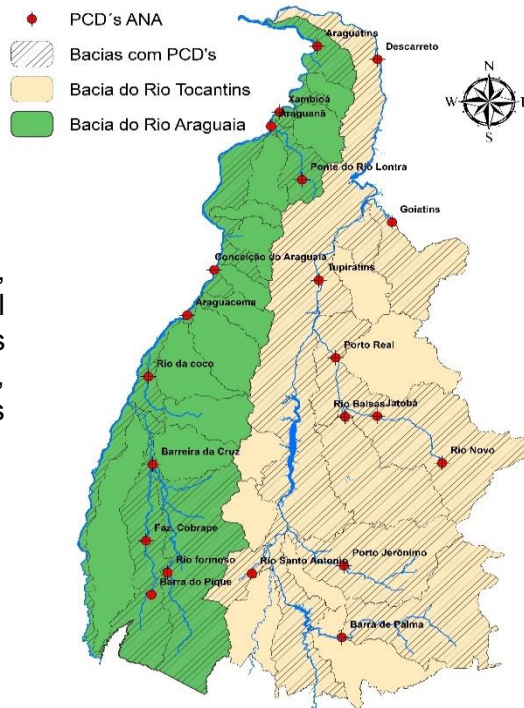 PCD´s ANA
Bacias com PCD's
Bacia do Rio Tocantins
Bacia do Rio Araguaia
N
W
E
S
Araguatins
Descarreto
Xambioá
Araguanã
Ponte do Rio Lontra
Goiatins
Conceição do Araguaia
Tupiratins
Araguacema
,
l
s
,
s
Porto Real
Rio da coco
Rio Balsas
Jatobá
Rio Novo
Barreira da Cruz
Faz. Cobrape
Rio formoso
Barra do Pique
Rio Santo Antonio
Porto Jerônimo
Barra de Palma